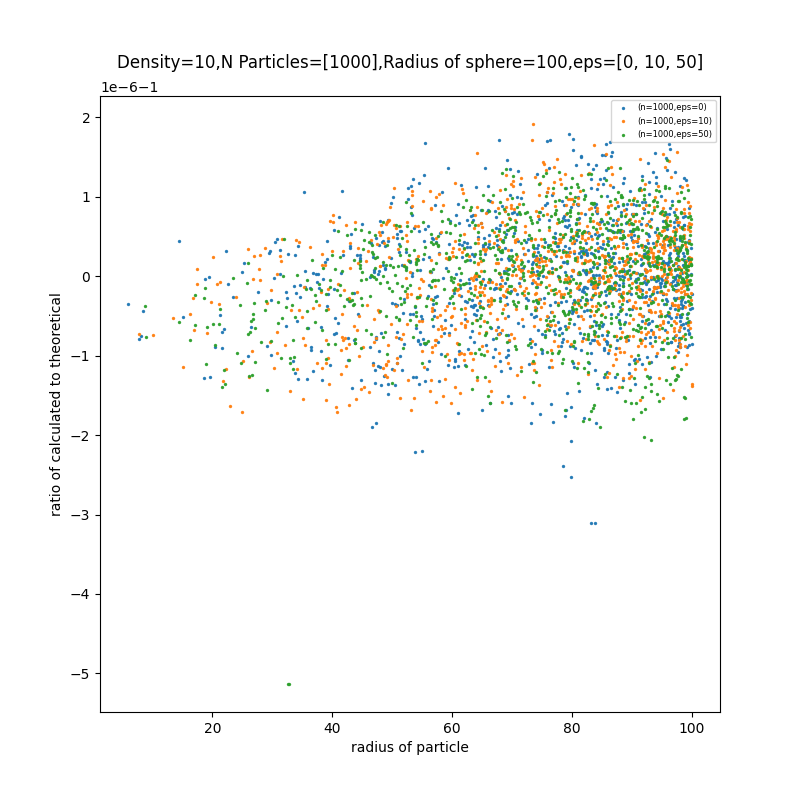 Density=10,N Particles=[1000],Radius of sphere=100,eps=[0, 10, 50]
1e−6−1
(n=1000,eps=0)
(n=1000,eps=10)
(n=1000,eps=50)
2
1
0
−1
−2
−3
−4
−5
ratio of calculated to theoretical
20 40 60 80 100
radius of particle